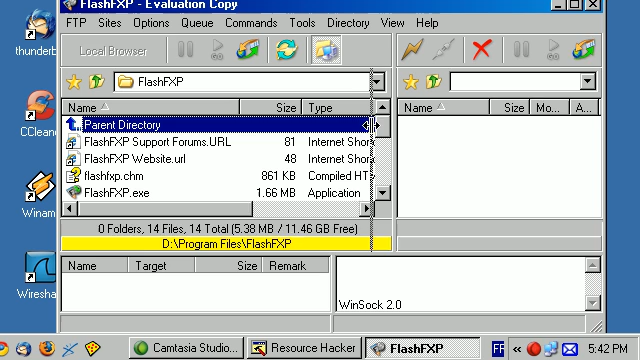 FlashFXP - Evaluation Copy
FTP Sites Options Queue Commands Tools Directory View Help
Local Browser GO GO
FlashFXP
Name Size Type Name Size Mo... A...
Parent Directory
FlashFXP Support Forums.URL 81 Internet Shor
FlashFXP Website.url 48 Internet Shor
flashfxp.chm 861 KB Compiled HT
FlashFXP.exe 1.66 MB Application
0 Folders, 14 Files, 14 Total (5.38 MB / 11.46 GB Free)
D:\Program Files\FlashFXP
Name Target Size Remark
WinSock 2.0
thunderb
CClean
Winam
Wiresha
Camtasia Studio... Resource Hacker FlashFXP FF « 5:42 PM